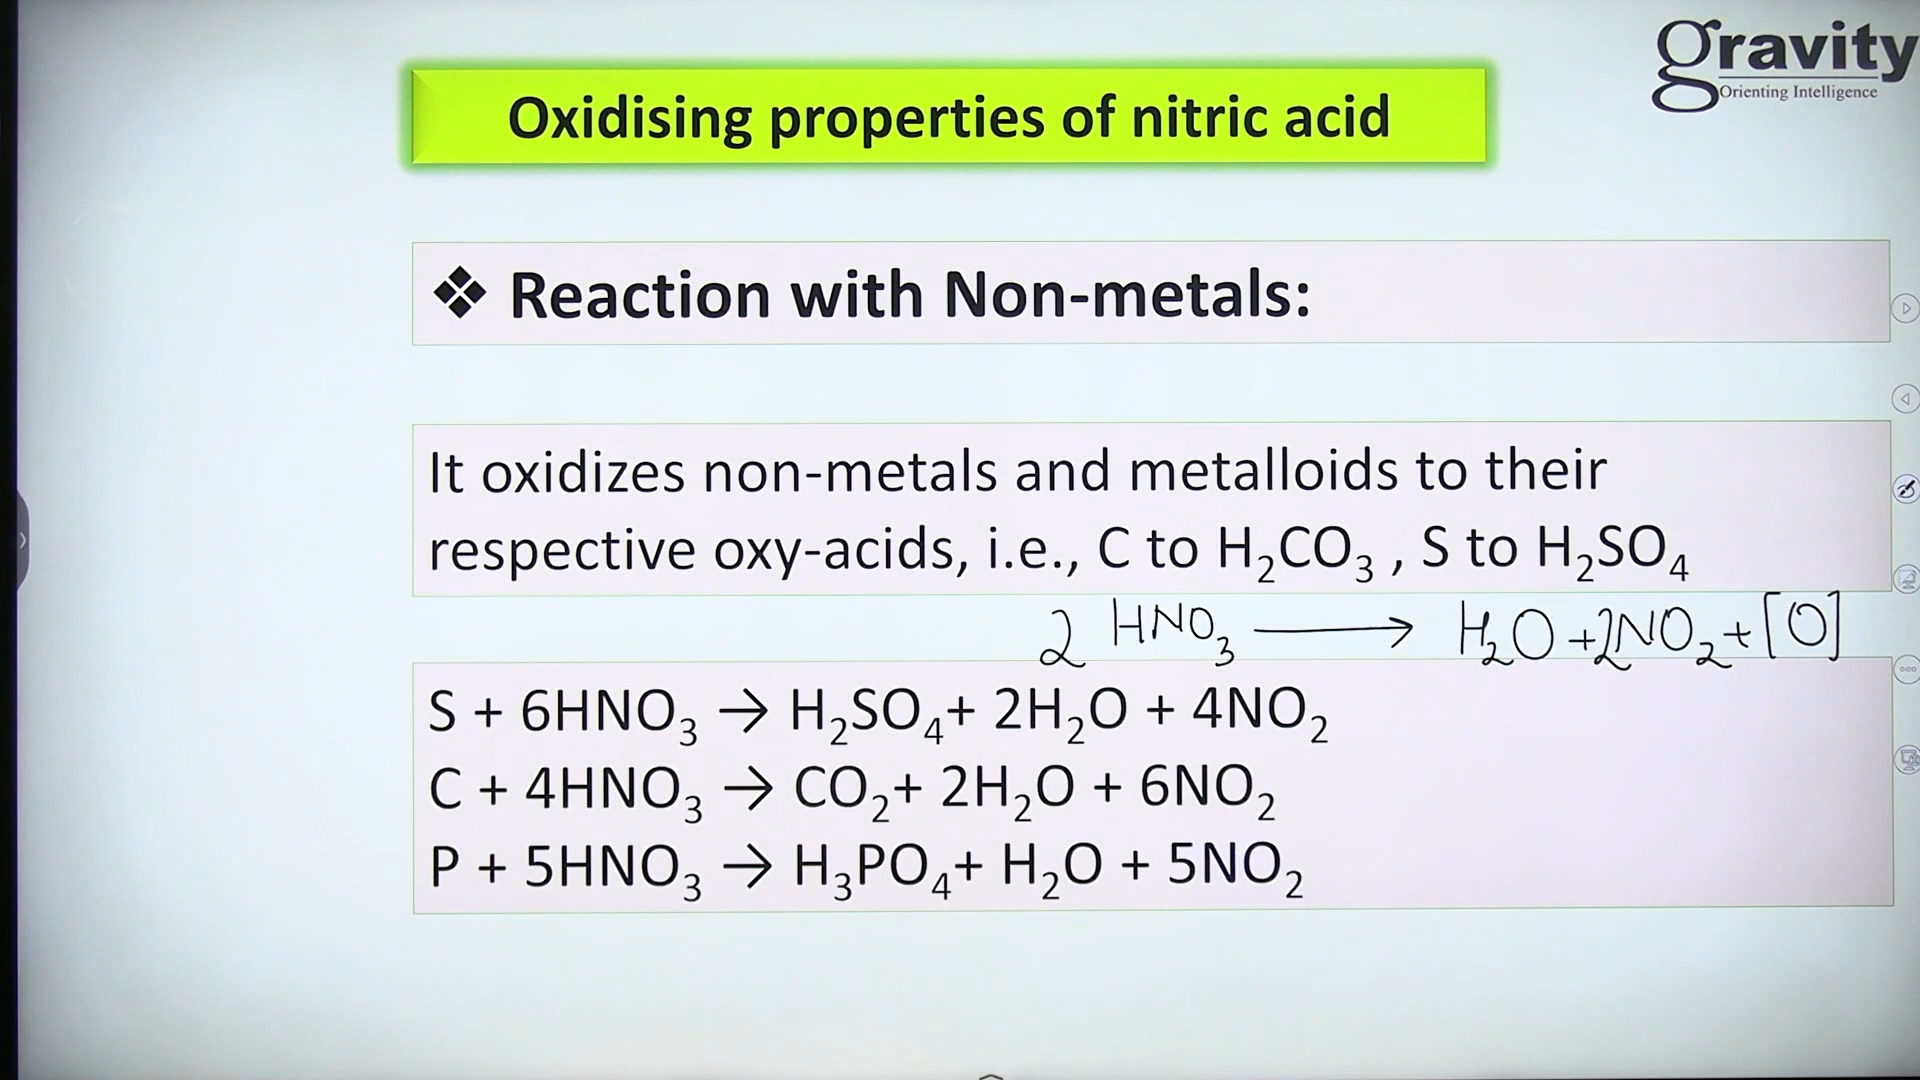 gravity
Orienting Intelligence
Oxidising properties of nitric acid
❖ Reaction with Non-metals:
It oxidizes non-metals and metalloids to their
respective oxy-acids, i.e., C to H₂CO₃ , S to H₂SO₄
2 HNO₃ ⟶ H₂O + 2NO₂ + [O]
S + 6HNO₃ → H₂SO₄+ 2H₂O + 4NO₂
C + 4HNO₃ → CO₂+ 2H₂O + 6NO₂
P + 5HNO₃ → H₃PO₄+ H₂O + 5NO₂